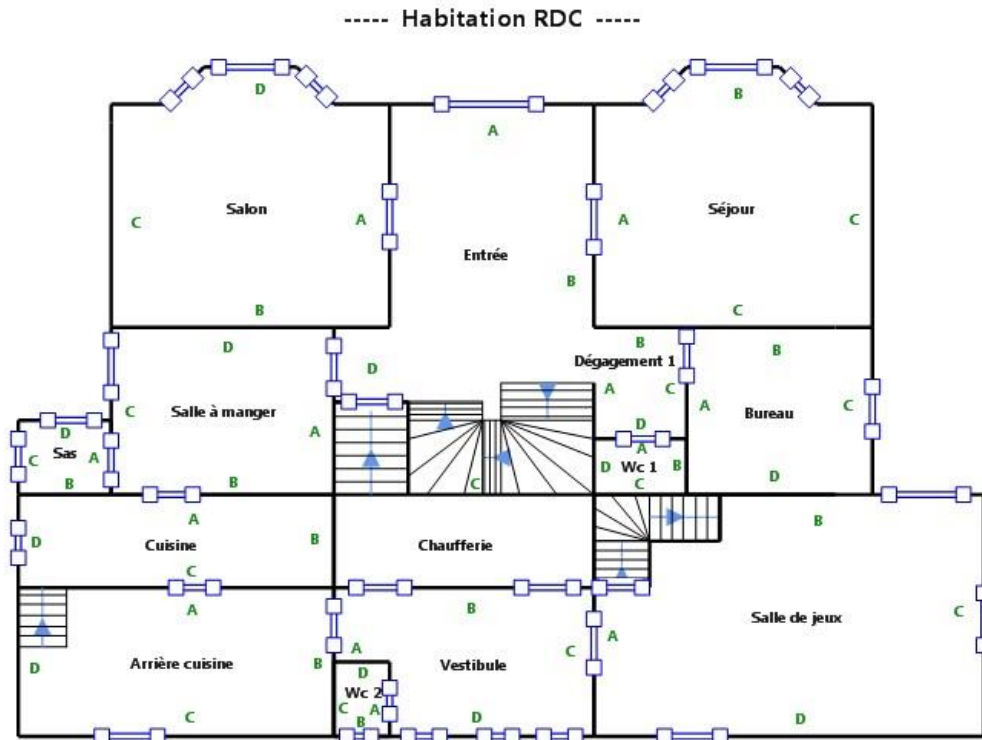 ----- Habitation RDC -----
D
B
A
Salon
A
C
Entrée
A
Séjour
C
B
B
C
D
D
Dégagement 1
B
B
C
Salle à manger
A
D
C
A
A
Bureau
C
D
Sas
C
A
B
B
C
D
A
Wc 1
B
C
D
D
A
Cuisine
C
B
Chaufferie
B
D
A
Arrière cuisine
C
B
A
B
Vestibule
C
D
D
Wc 2
C
A
B
A
Salle de jeux
C
D